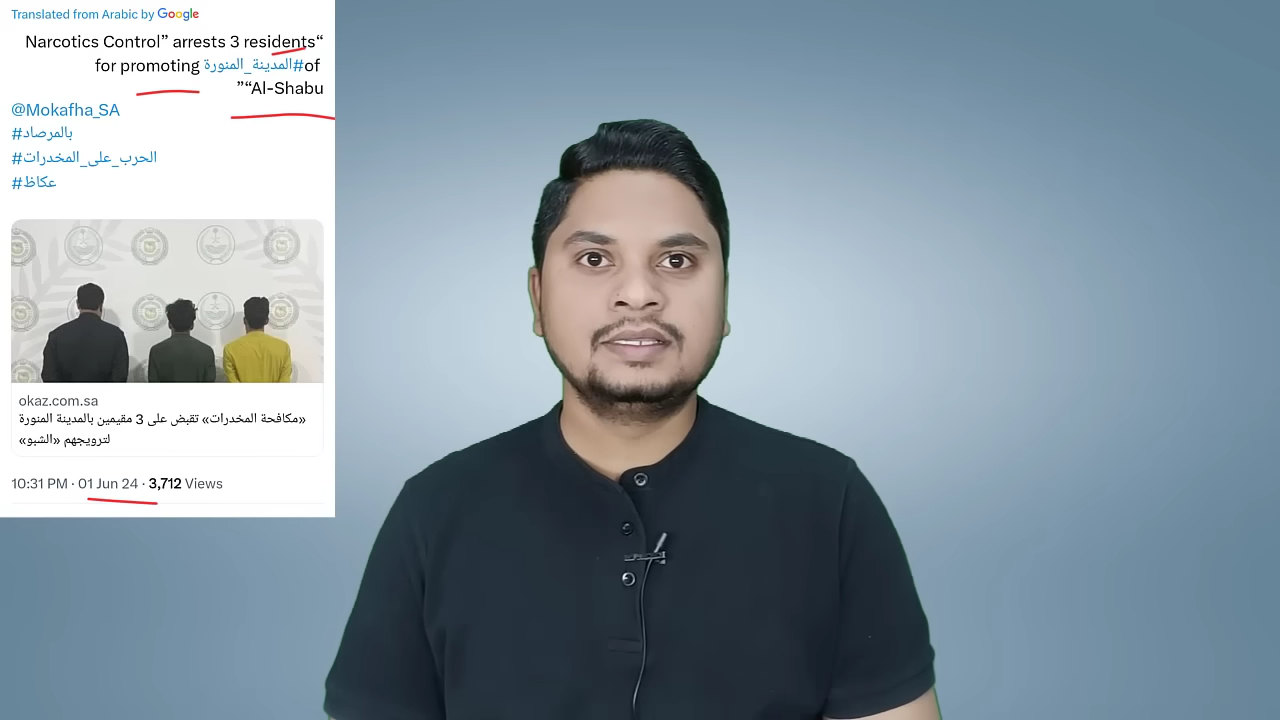 Translated from Arabic by Google
Narcotics Control” arrests 3 residents“
of#المدينة_المنورة for promoting
”“Al-Shabu
@Mokafha_SA
#بالمرصاد
#الحرب_على_المخدرات
#عكاظ
okaz.com.sa
«مكافحة المخدرات» تقبض على 3 مقيمين بالمدينة المنورة
لترويجهم «الشبو»
10:31 PM · 01 Jun 24 · 3,712 Views